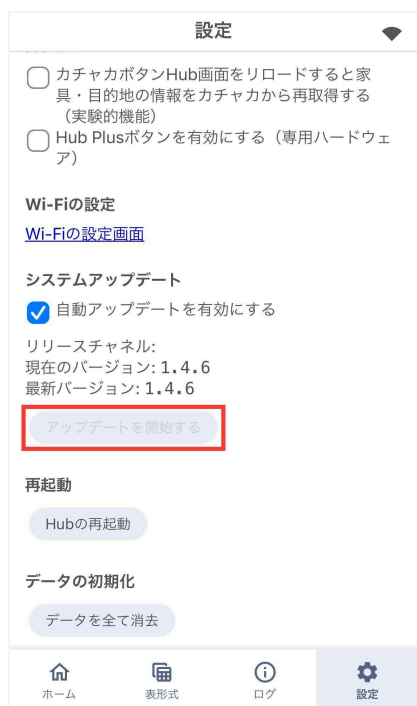 設定
カチャカボタンHub画面をリロードすると家
具・目的地の情報をカチャカから再取得する
（実験的機能）
Hub Plusボタンを有効にする（専用ハードウェ
ア）
Wi-Fiの設定
Wi-Fiの設定画面
システムアップデート
自動アップデートを有効にする
リリースチャネル:
現在のバージョン: 1.4.6
最新バージョン: 1.4.6
アップデートを開始する
再起動
Hubの再起動
データの初期化
データを全て消去
ホーム 表形式 ログ 設定